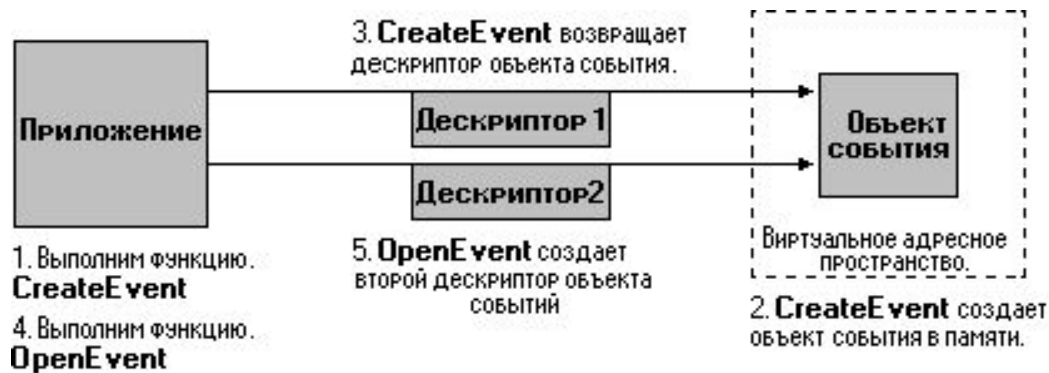 3. CreateEvent возвращает
дескриптор объекта события.
Приложение
Дескриптор 1
Дескриптор2
Объект
события
Виртуальное адресное
пространство.
1. Выполним функцию.
CreateEvent
4. Выполним функцию.
OpenEvent
5. OpenEvent создает
второй дескриптор объекта
событий
2. CreateEvent создает
объект события в памяти.